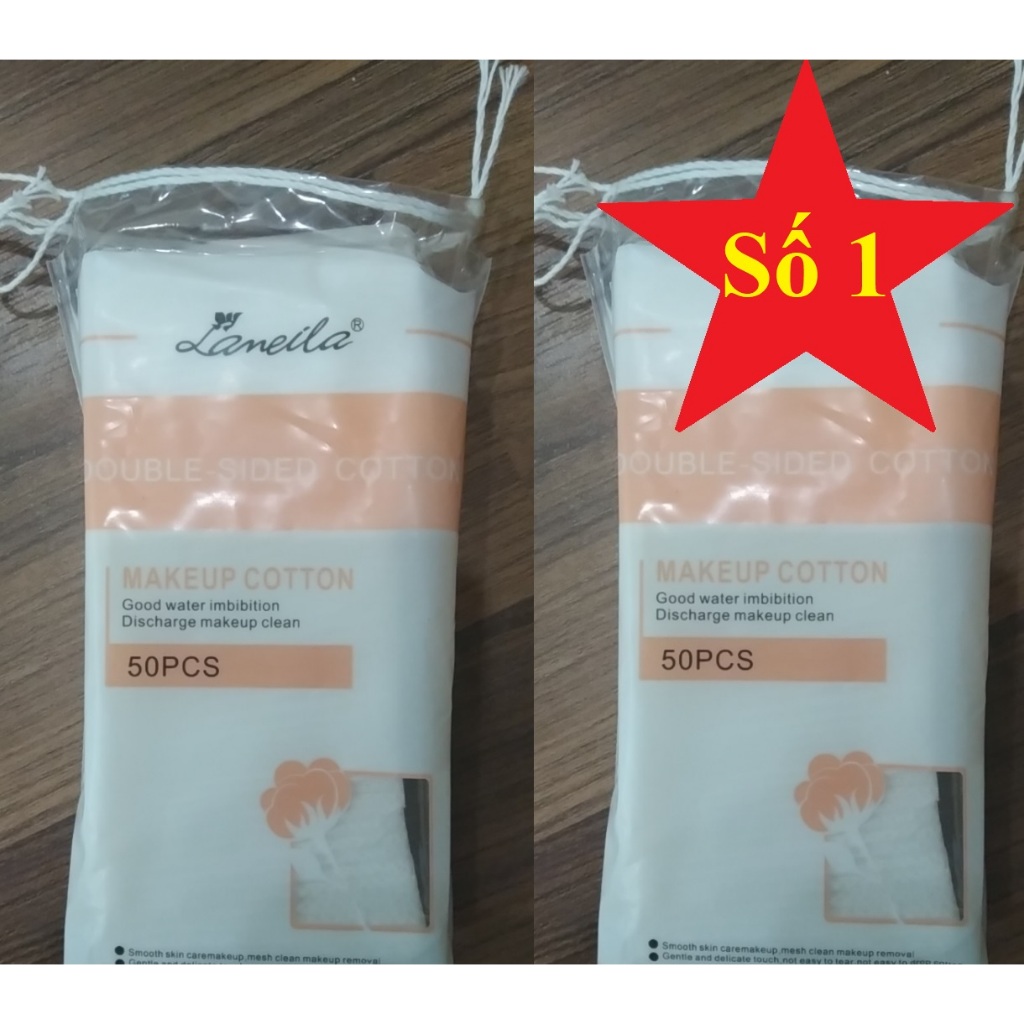 Laneila®
DOUBLE-SIDED COTTON
MAKEUP COTTON
Good water imbibition
Discharge makeup clean
50PCS
Smooth skin caremakeup,mesh clean makeup removal
Số 1
DOUBLE-SIDED COTTON
MAKEUP COTTON
Good water imbibition
Discharge makeup clean
50PCS
Smooth skin caremakeup,mesh clean makeup removal
Gentle and delicate touch,not easy to tear,not easy to